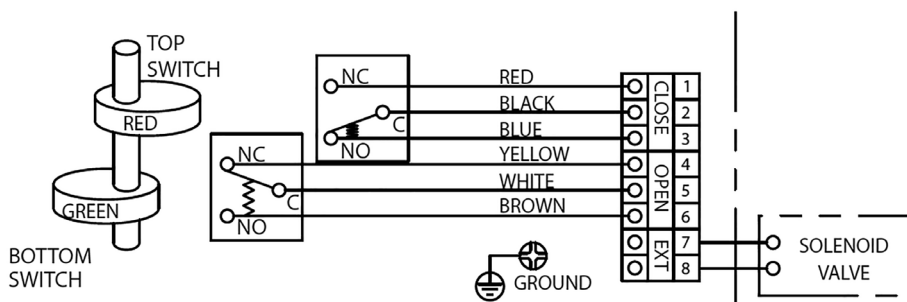 TOP
SWITCH
RED
GREEN
BOTTOM
SWITCH
NC
C
NO
NC
C
NO
RED
BLACK
BLUE
YELLOW
WHITE
BROWN
GROUND
CLOSE
OPEN
EXT
1
2
3
4
5
6
7
8
SOLENOID
VALVE